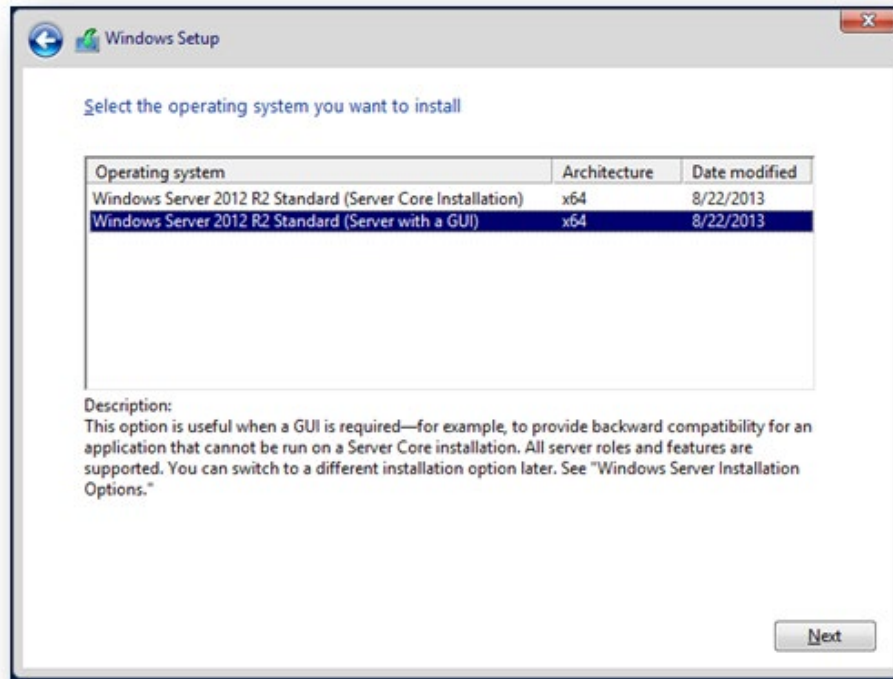 Windows Setup
Select the operating system you want to install
Operating system Architecture Date modified
Windows Server 2012 R2 Standard (Server Core Installation) x64 8/22/2013
Windows Server 2012 R2 Standard (Server with a GUI) x64 8/22/2013
Description:
This option is useful when a GUI is required—for example, to provide backward compatibility for an
application that cannot be run on a Server Core installation. All server roles and features are
supported. You can switch to a different installation option later. See "Windows Server Installation
Options."
Next